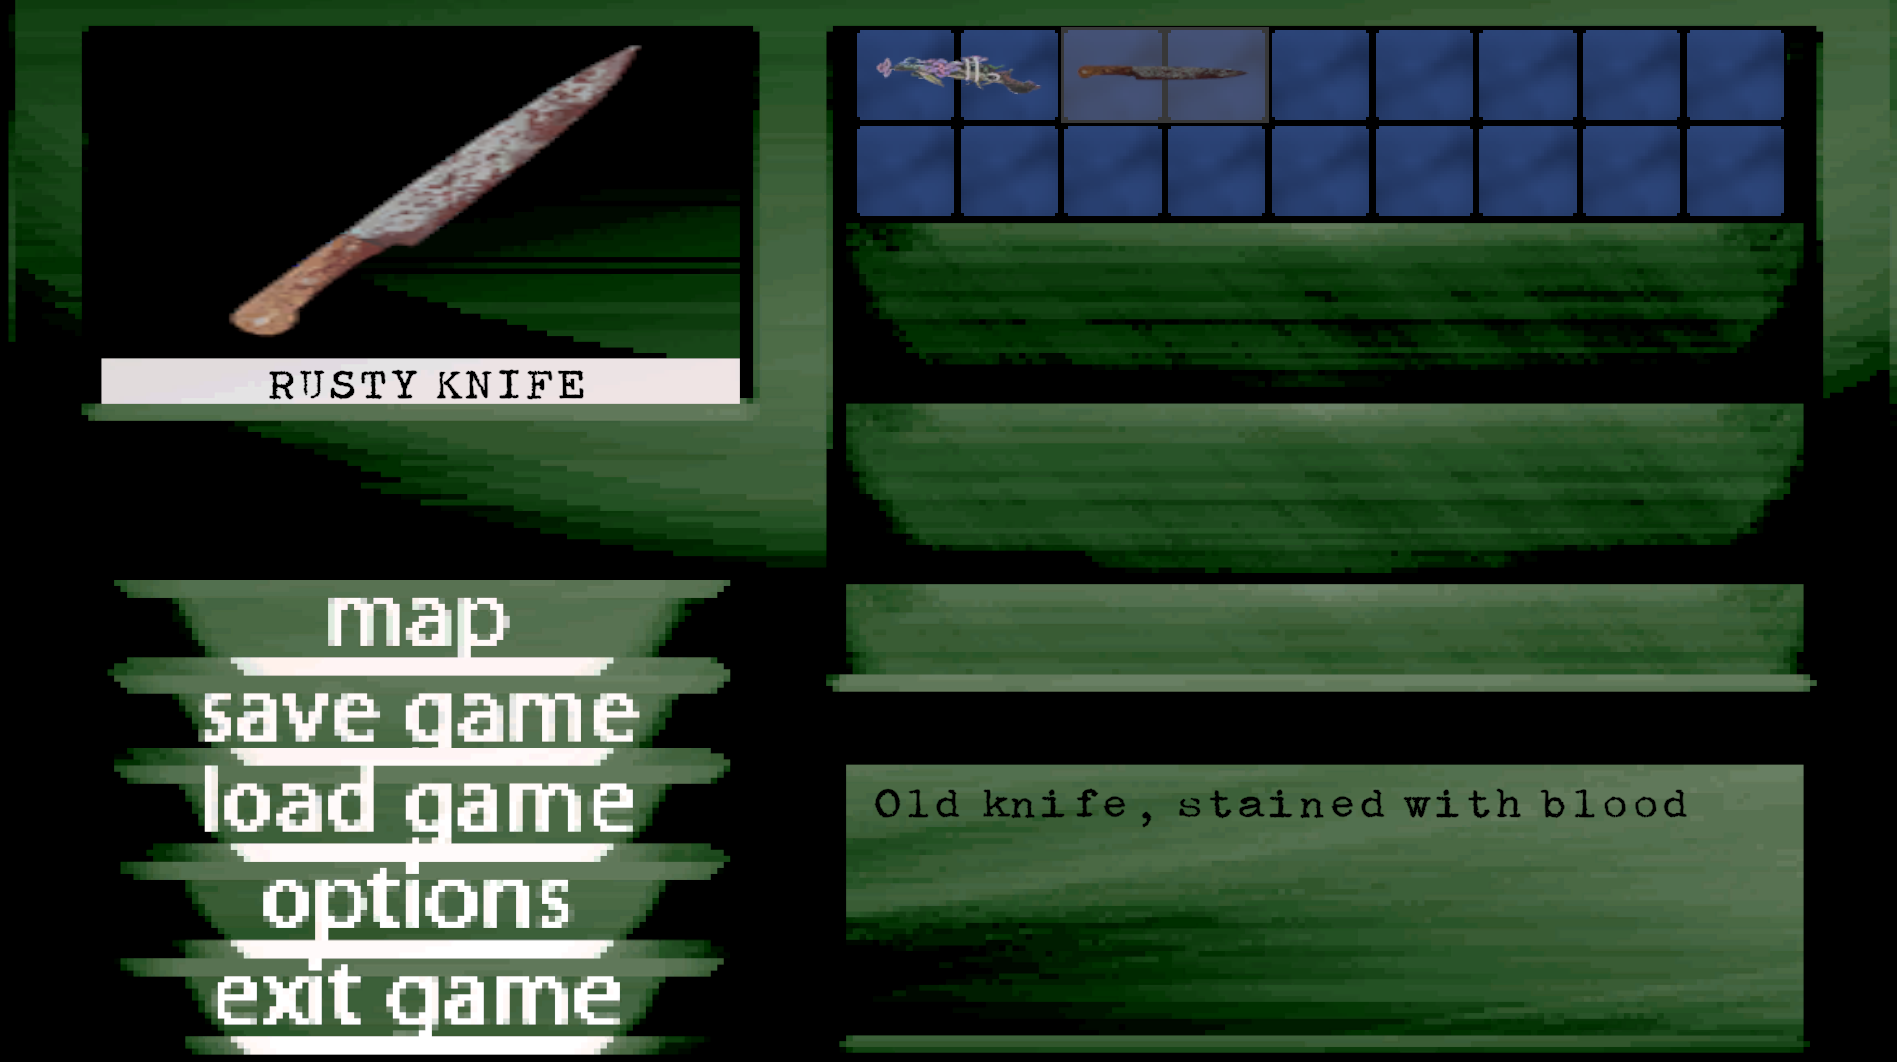 RUSTY KNIFE
map
save game
load game
options
exit game
Old knife, stained with blood